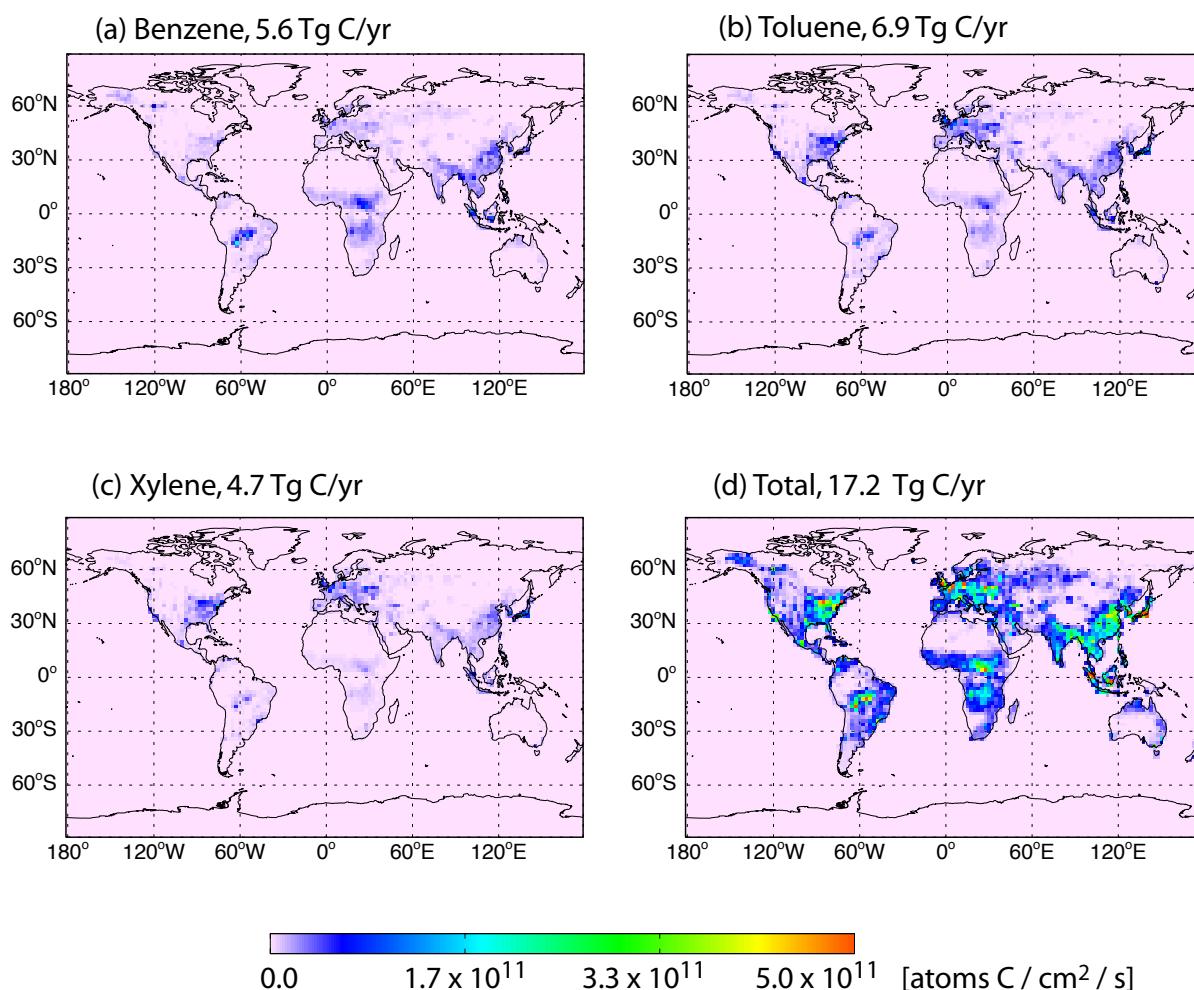 (a) Benzene, 5.6 Tg C/yr
(b) Toluene, 6.9 Tg C/yr
60°N
30°N
0°
30°S
60°S
180° 120°W 60°W 0° 60°E 120°E
60°N
30°N
0°
30°S
60°S
180° 120°W 60°W 0° 60°E 120°E
(c) Xylene, 4.7 Tg C/yr
(d) Total, 17.2 Tg C/yr
60°N
30°N
0°
30°S
60°S
180° 120°W 60°W 0° 60°E 120°E
60°N
30°N
0°
30°S
60°S
180° 120°W 60°W 0° 60°E 120°E
0.0 1.7 x 10¹¹ 3.3 x 10¹¹ 5.0 x 10¹¹ [atoms C / cm² / s]